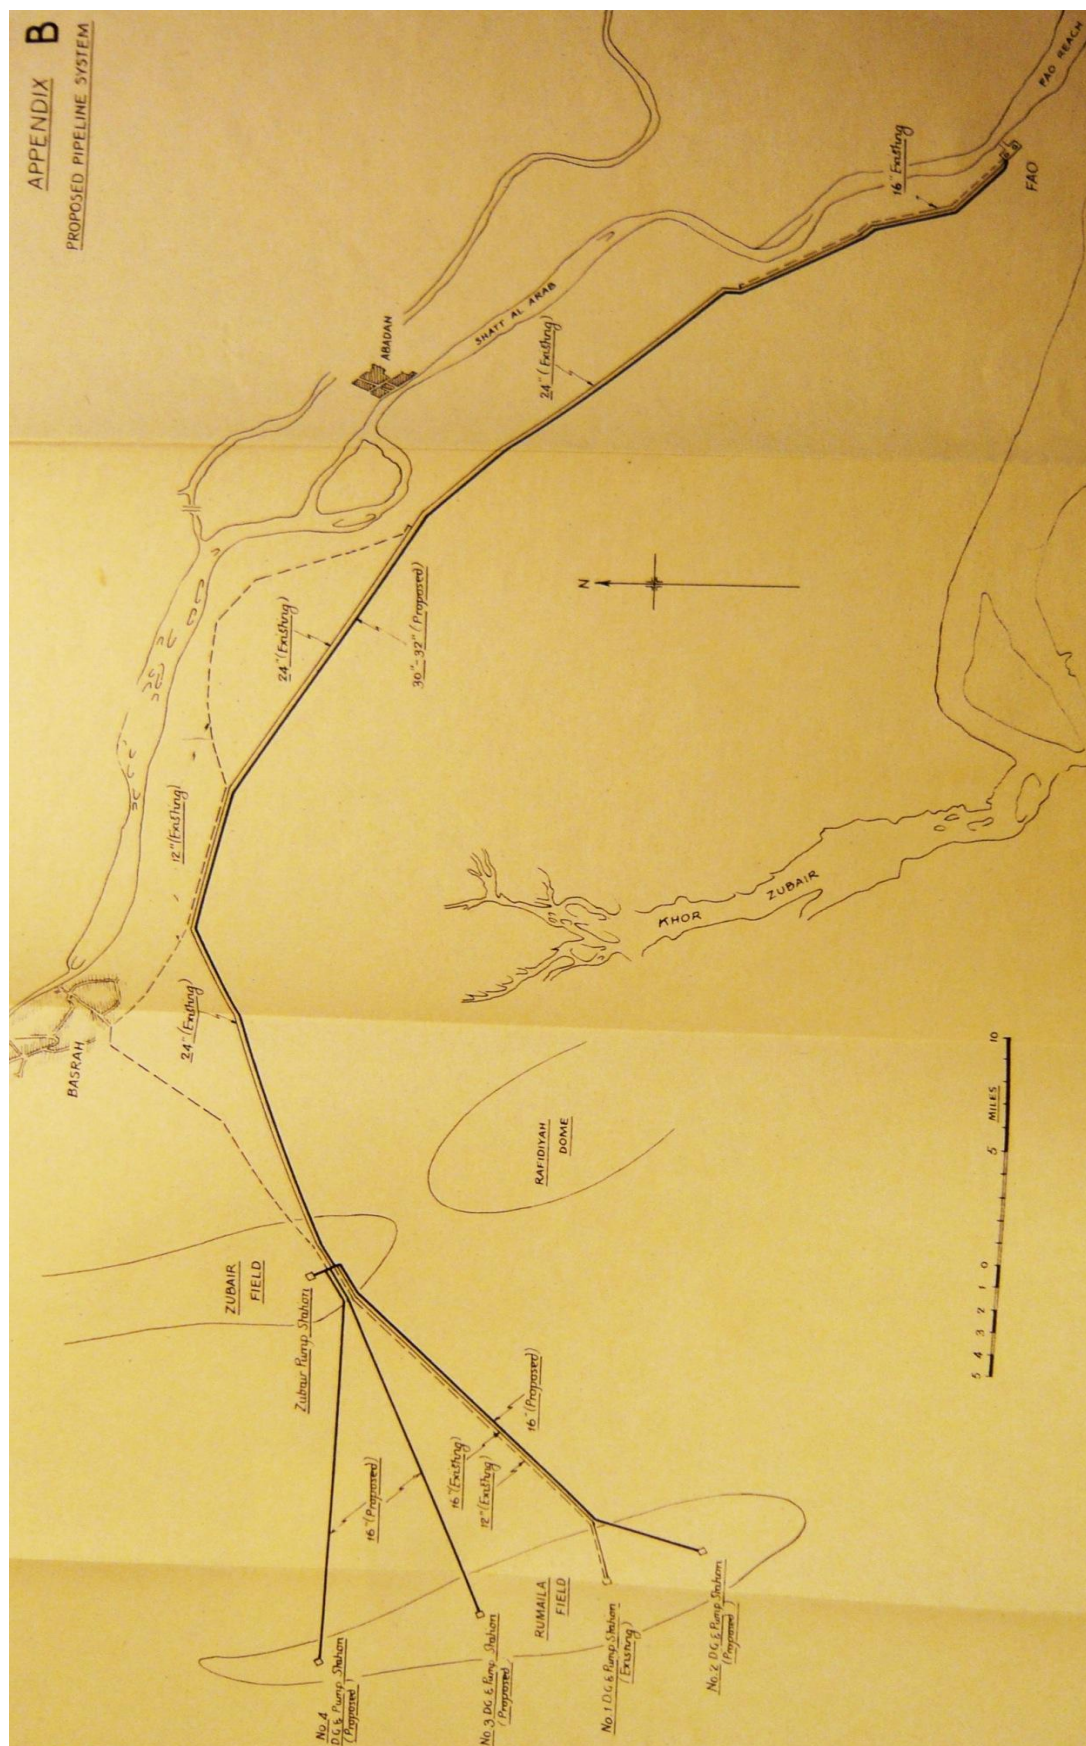 APPENDIX B
PROPOSED PIPELINE SYSTEM
FAO REACH
16" Existing
FAO
SHATT AL ARAB
ABADAN
24" (Existing)
N
24" (Existing)
30"-32" (Proposed)
12" (Existing)
KHOR ZUBAIR
BASRAH
24" (Existing)
RAFIDIYAH
DOME
10
MILES
5
0
1
2
3
4
5
ZUBAIR
FIELD
Zubair Pump Station
16" (Proposed)
16" (Existing)
12" (Existing)
16" (Proposed)
RUMAILA
FIELD
No. 4
D.G & Pump Station
(Proposed)
No. 3 D.G & Pump Station
(Proposed)
No. 1 D.G & Pump Station
(Existing)
No. 2 D.G & Pump Station
(Proposed)